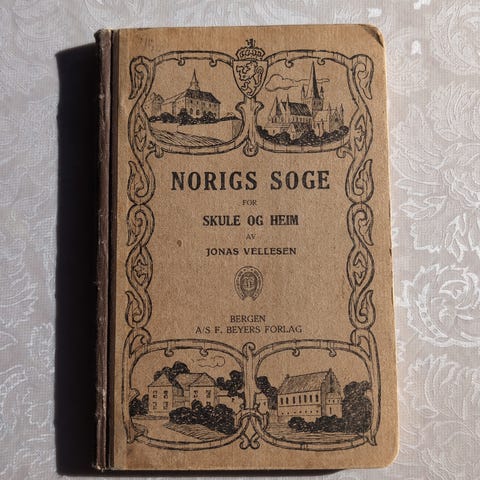 NORIGS SOGE
FOR
SKULE OG HEIM
AV
JONAS VELLESEN
BERGEN
A/S F. BEYERS FORLAG